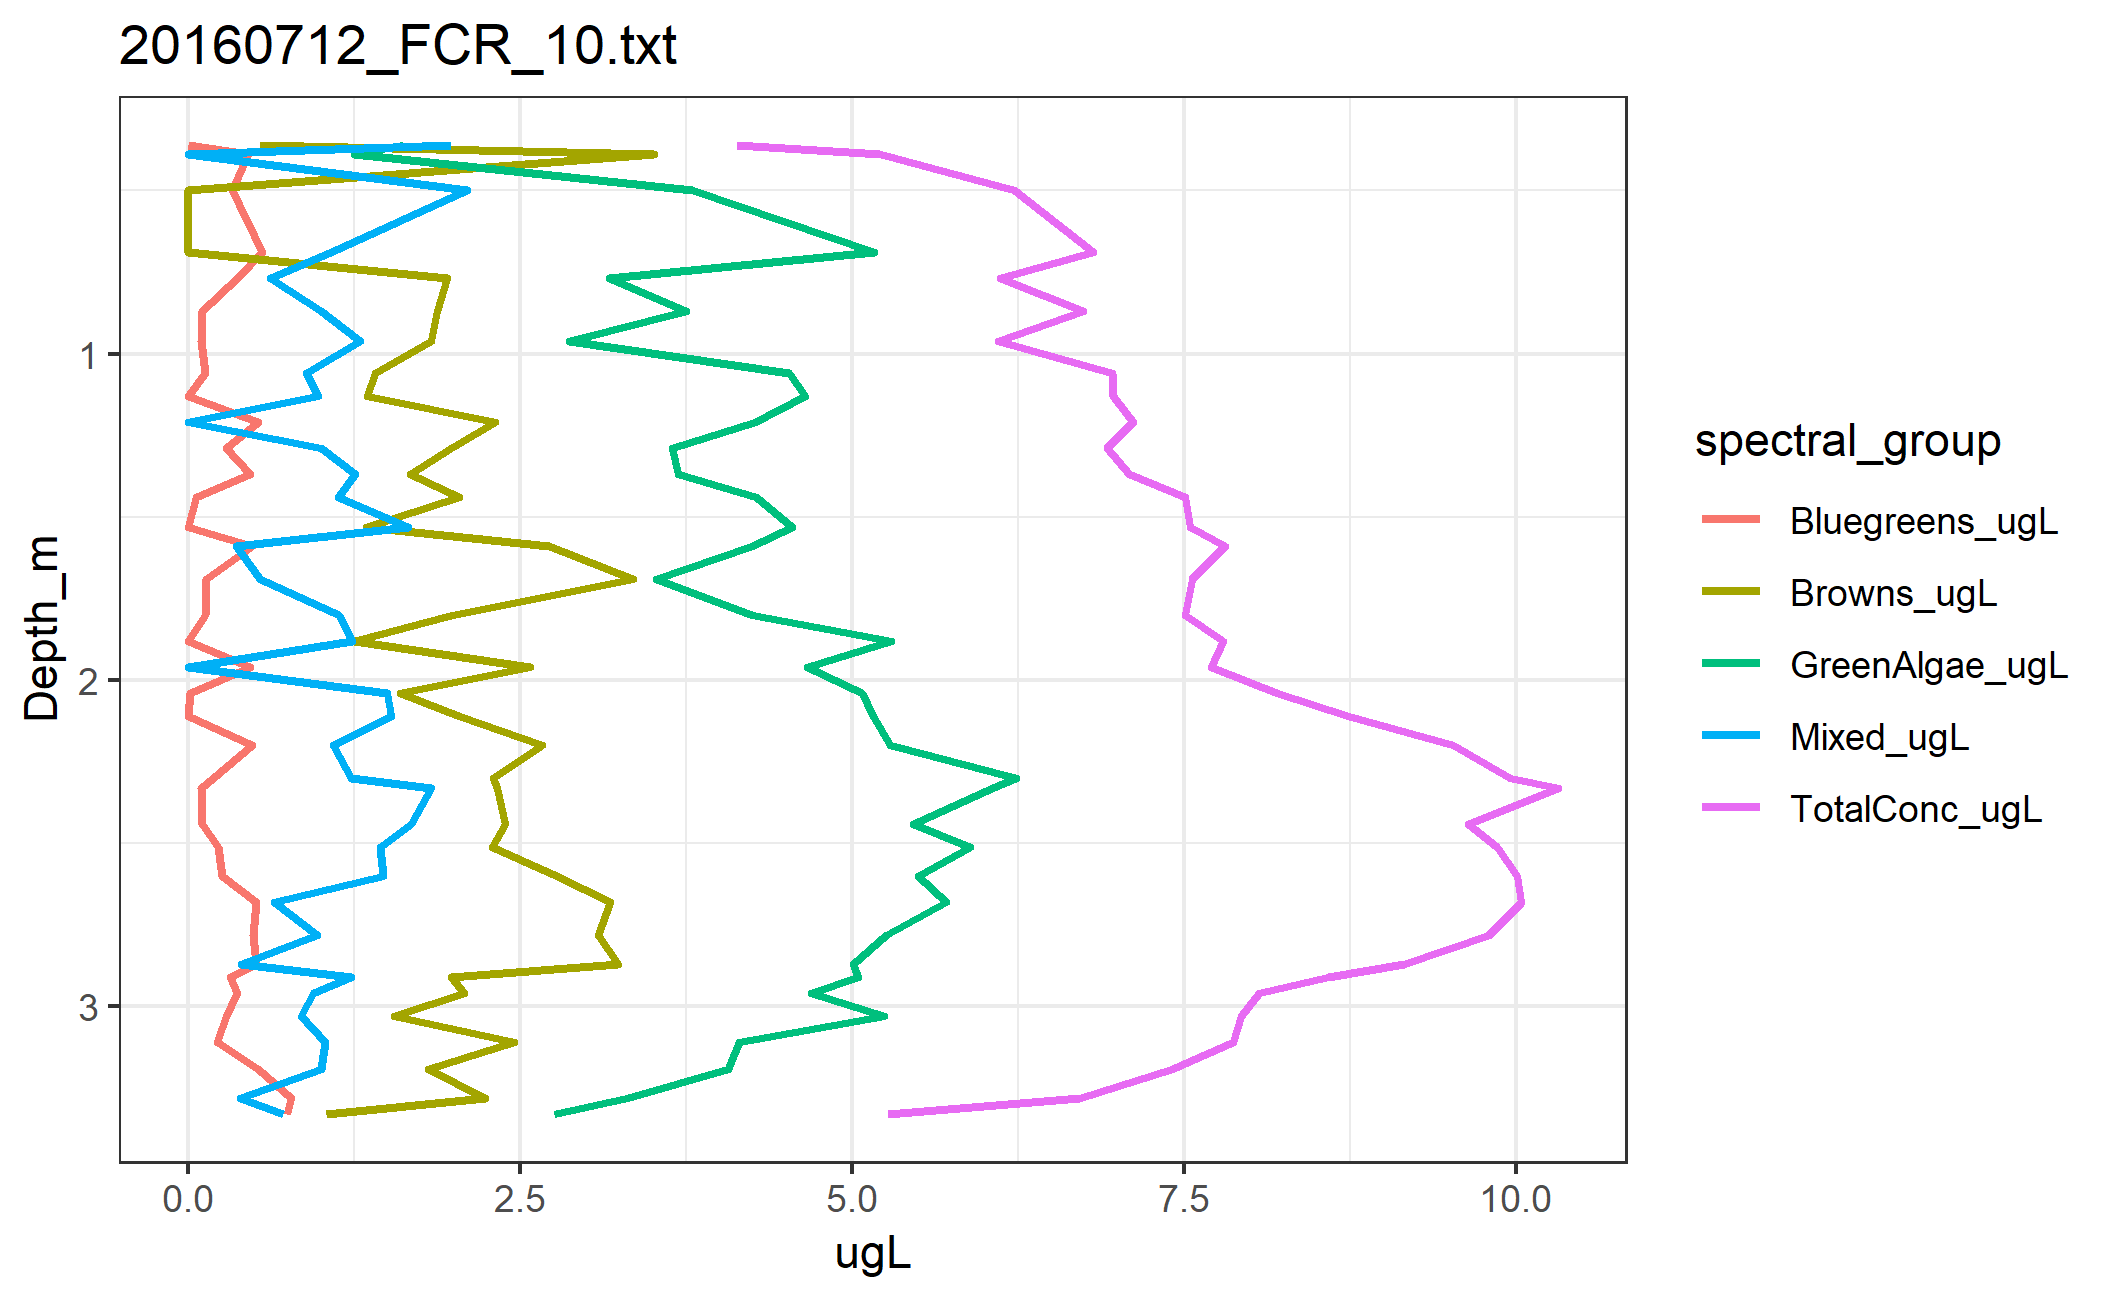 20160712_FCR_10.txt
Depth_m
1
2
3
0.0 2.5 5.0 7.5 10.0
ugL
spectral_group
Bluegreens_ugL
Browns_ugL
GreenAlgae_ugL
Mixed_ugL
TotalConc_ugL